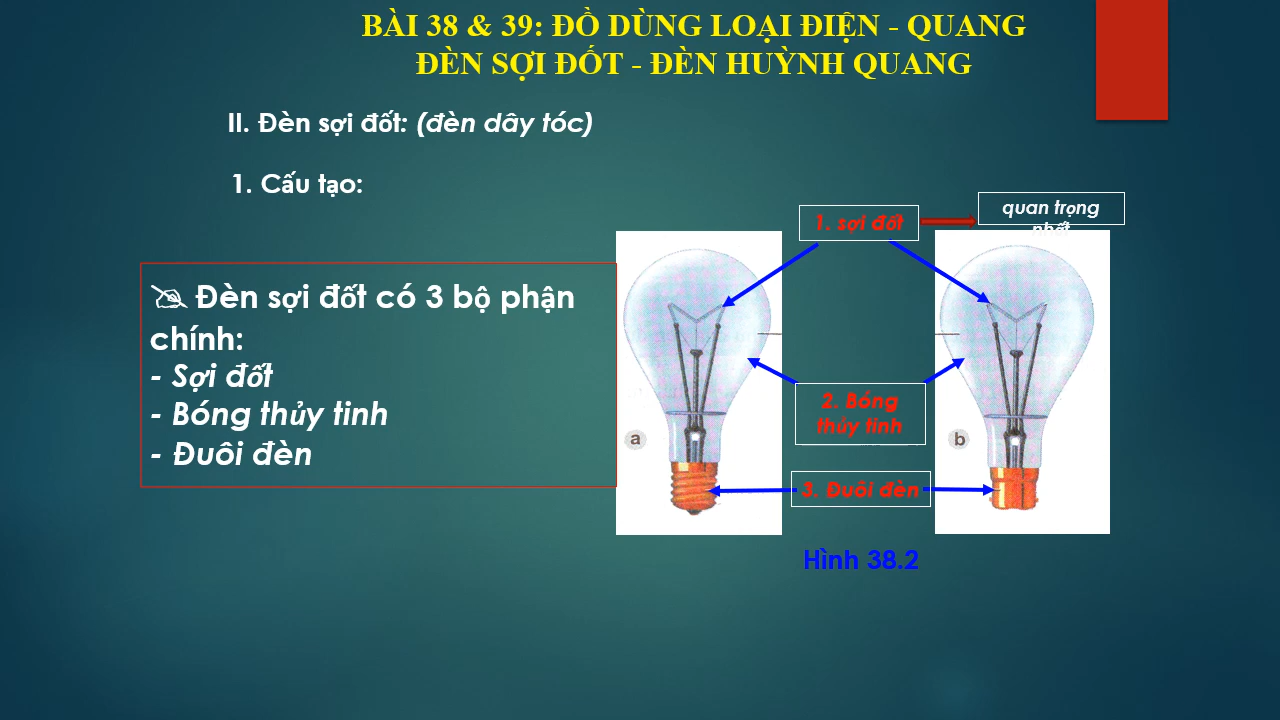 BÀI 38 & 39: ĐỒ DÙNG LOẠI ĐIỆN - QUANG
ĐÈN SỢI ĐỐT - ĐÈN HUỲNH QUANG
II. Đèn sợi đốt: (đèn dây tóc)
1. Cấu tạo:
quan trọng
nhất
1. sợi đốt
Đèn sợi đốt có 3 bộ phận
chính:
- Sợi đốt
- Bóng thủy tinh
- Đuôi đèn
2. Bóng
thủy tinh
a
b
3. Đuôi đèn
Hình 38.2